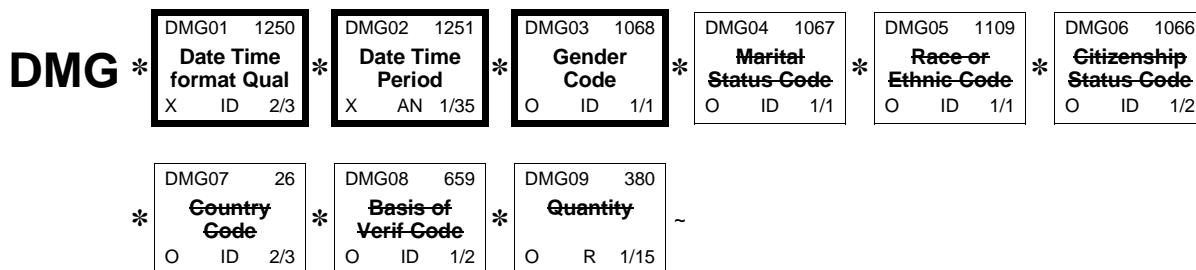 DMG01 1250 DMG02 1251 DMG03 1068 DMG04 1067 DMG05 1109 DMG06 1066
DMG * Date Time * Date Time * Gender * Marital * Race or * Citizenship
format Qual Period Code Status Code Ethnic Code Status Code
X ID 2/3 X AN 1/35 O ID 1/1 O ID 1/1 O ID 1/1 O ID 1/2
DMG07 26 DMG08 659 DMG09 380
* Country * Basis of * Quantity ~
Code Verif Code
O ID 2/3 O ID 1/2 O R 1/15